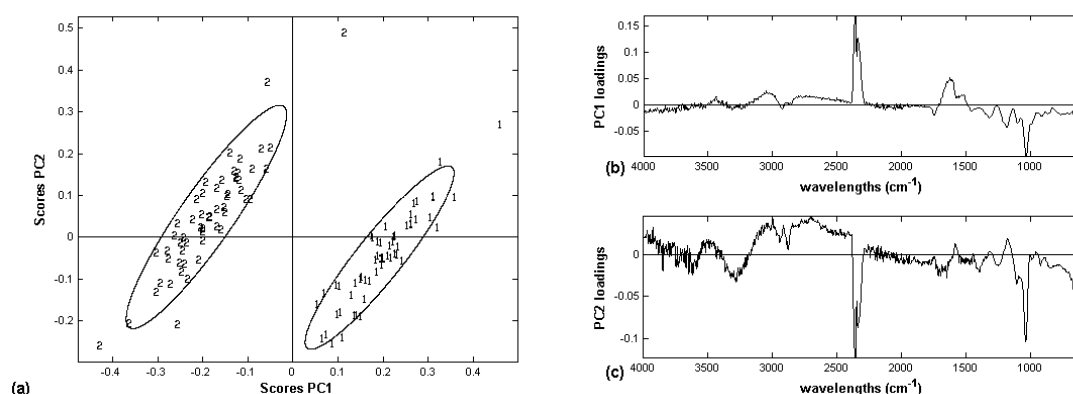 0.5
0.4
0.3
0.2
0.1
0
-0.1
-0.2
Scores PC2
-0.4 -0.3 -0.2 -0.1 0 0.1 0.2 0.3 0.4 0.5
Scores PC1
(a)
0.15
0.1
0.05
0
-0.05
PC1 loadings
4000 3500 3000 2500 2000 1500 1000
(b)
wavelengths (cm⁻¹)
0
-0.05
-0.1
PC2 loadings
4000 3500 3000 2500 2000 1500 1000
(c)
wavelengths (cm⁻¹)